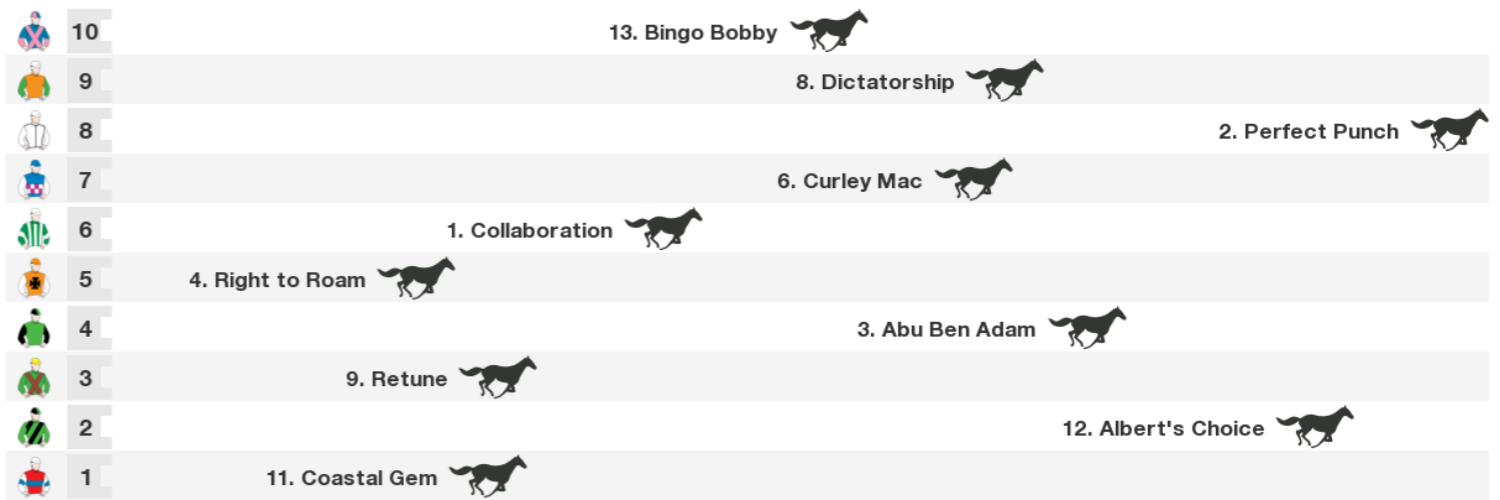 10 13. Bingo Bobby
9 8. Dictatorship
8 2. Perfect Punch
7 6. Curley Mac
6 1. Collaboration
5 4. Right to Roam
4 3. Abu Ben Adam
3 9. Retune
2 12. Albert's Choice
1 11. Coastal Gem